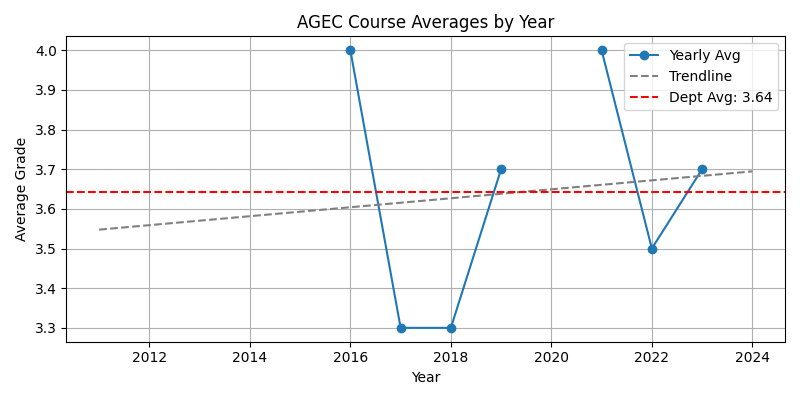 AGEC Course Averages by Year
Yearly Avg
Trendline
Dept Avg: 3.64
Average Grade
4.0
3.9
3.8
3.7
3.6
3.5
3.4
3.3
2012 2014 2016 2018 2020 2022 2024
Year